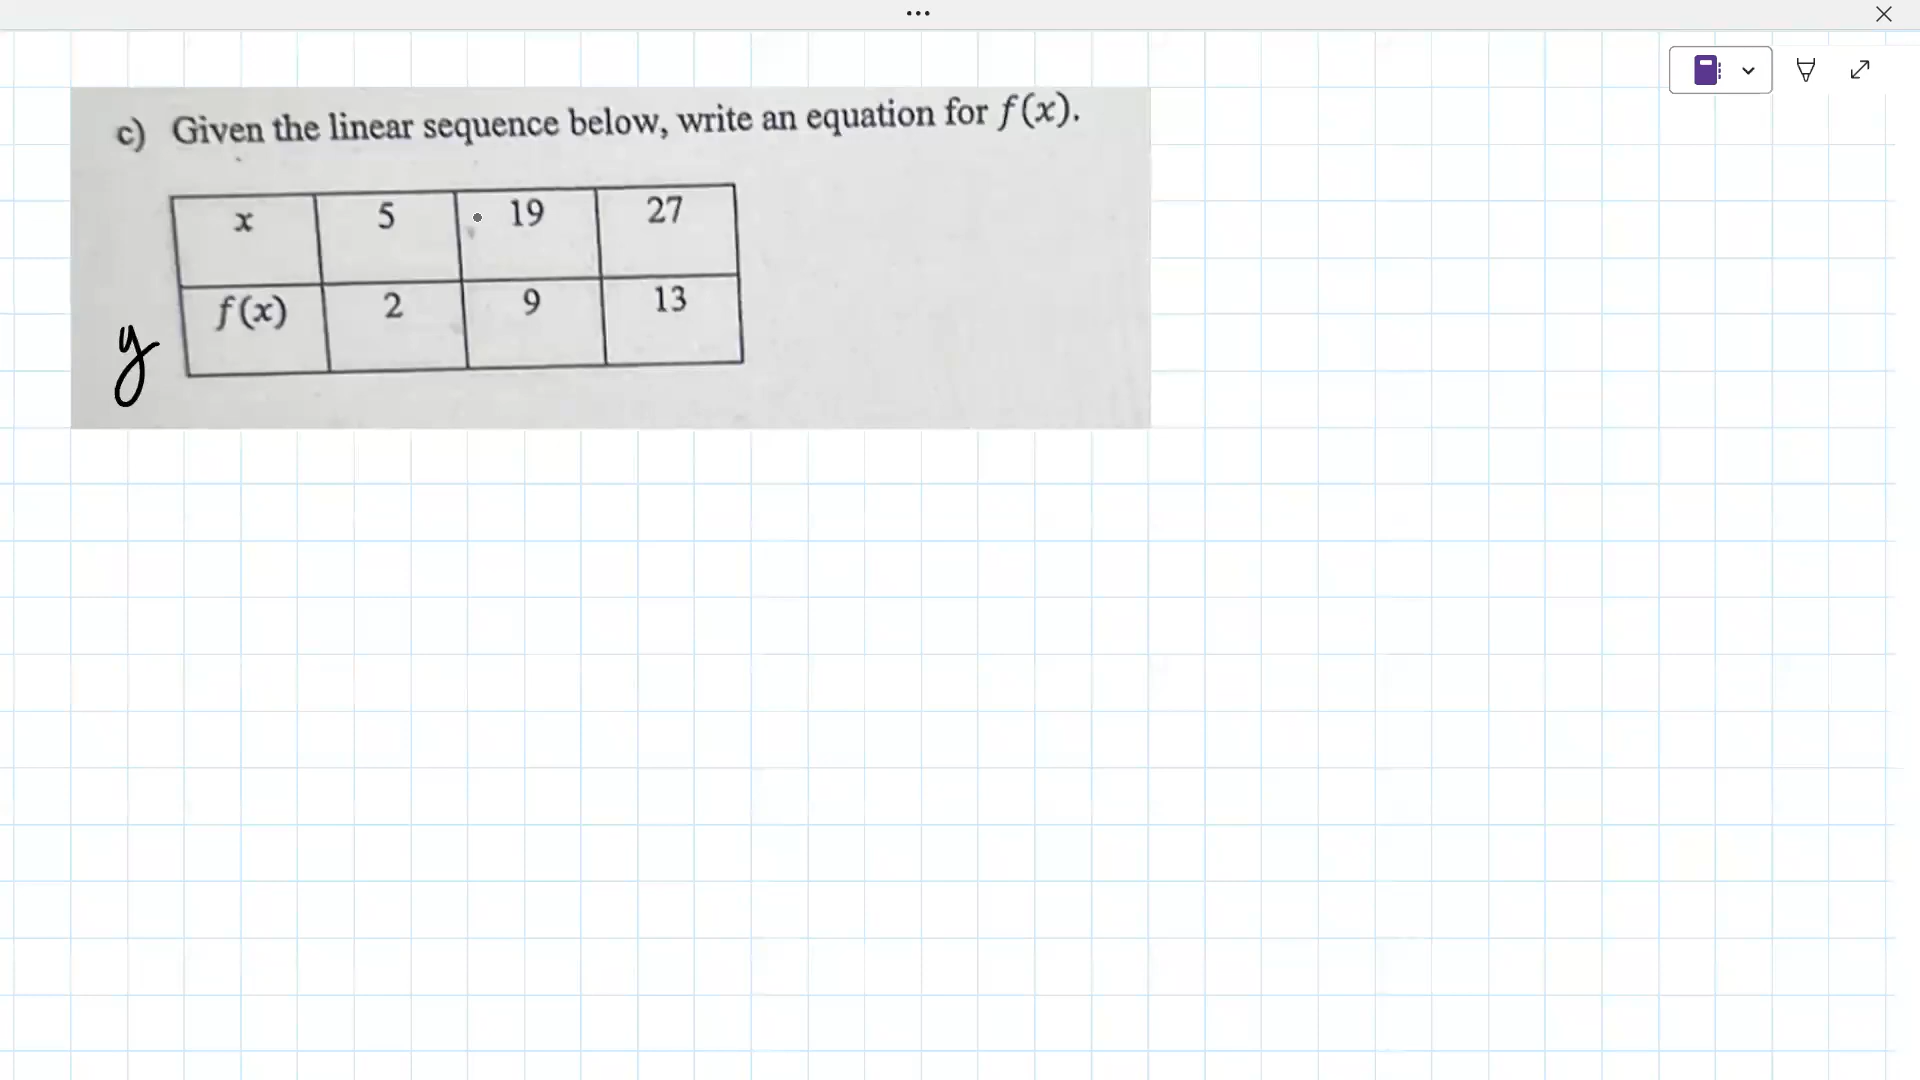 c) Given the linear sequence below, write an equation for f(x).
x 5 19 27
f(x) 2 9 13
y